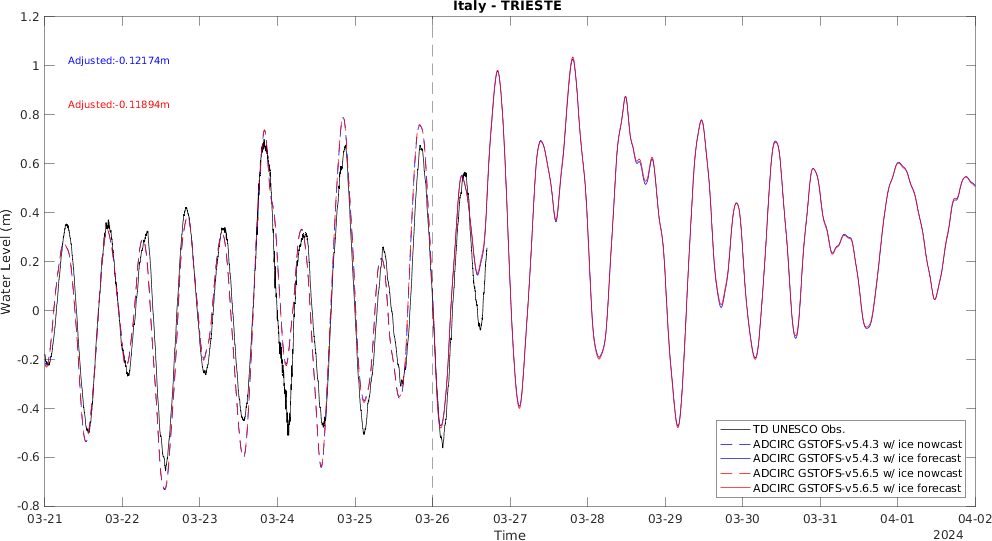 Italy - TRIESTE
Adjusted:-0.12174m
Adjusted:-0.11894m
Water Level (m)
1.2
1
0.8
0.6
0.4
0.2
0
-0.2
-0.4
-0.6
-0.8
TD UNESCO Obs.
ADCIRC GSTOFS-v5.4.3 w/ ice nowcast
ADCIRC GSTOFS-v5.4.3 w/ ice forecast
ADCIRC GSTOFS-v5.6.5 w/ ice nowcast
ADCIRC GSTOFS-v5.6.5 w/ ice forecast
03-21 03-22 03-23 03-24 03-25 03-26 03-27 03-28 03-29 03-30 03-31 04-01 04-02
Time
2024